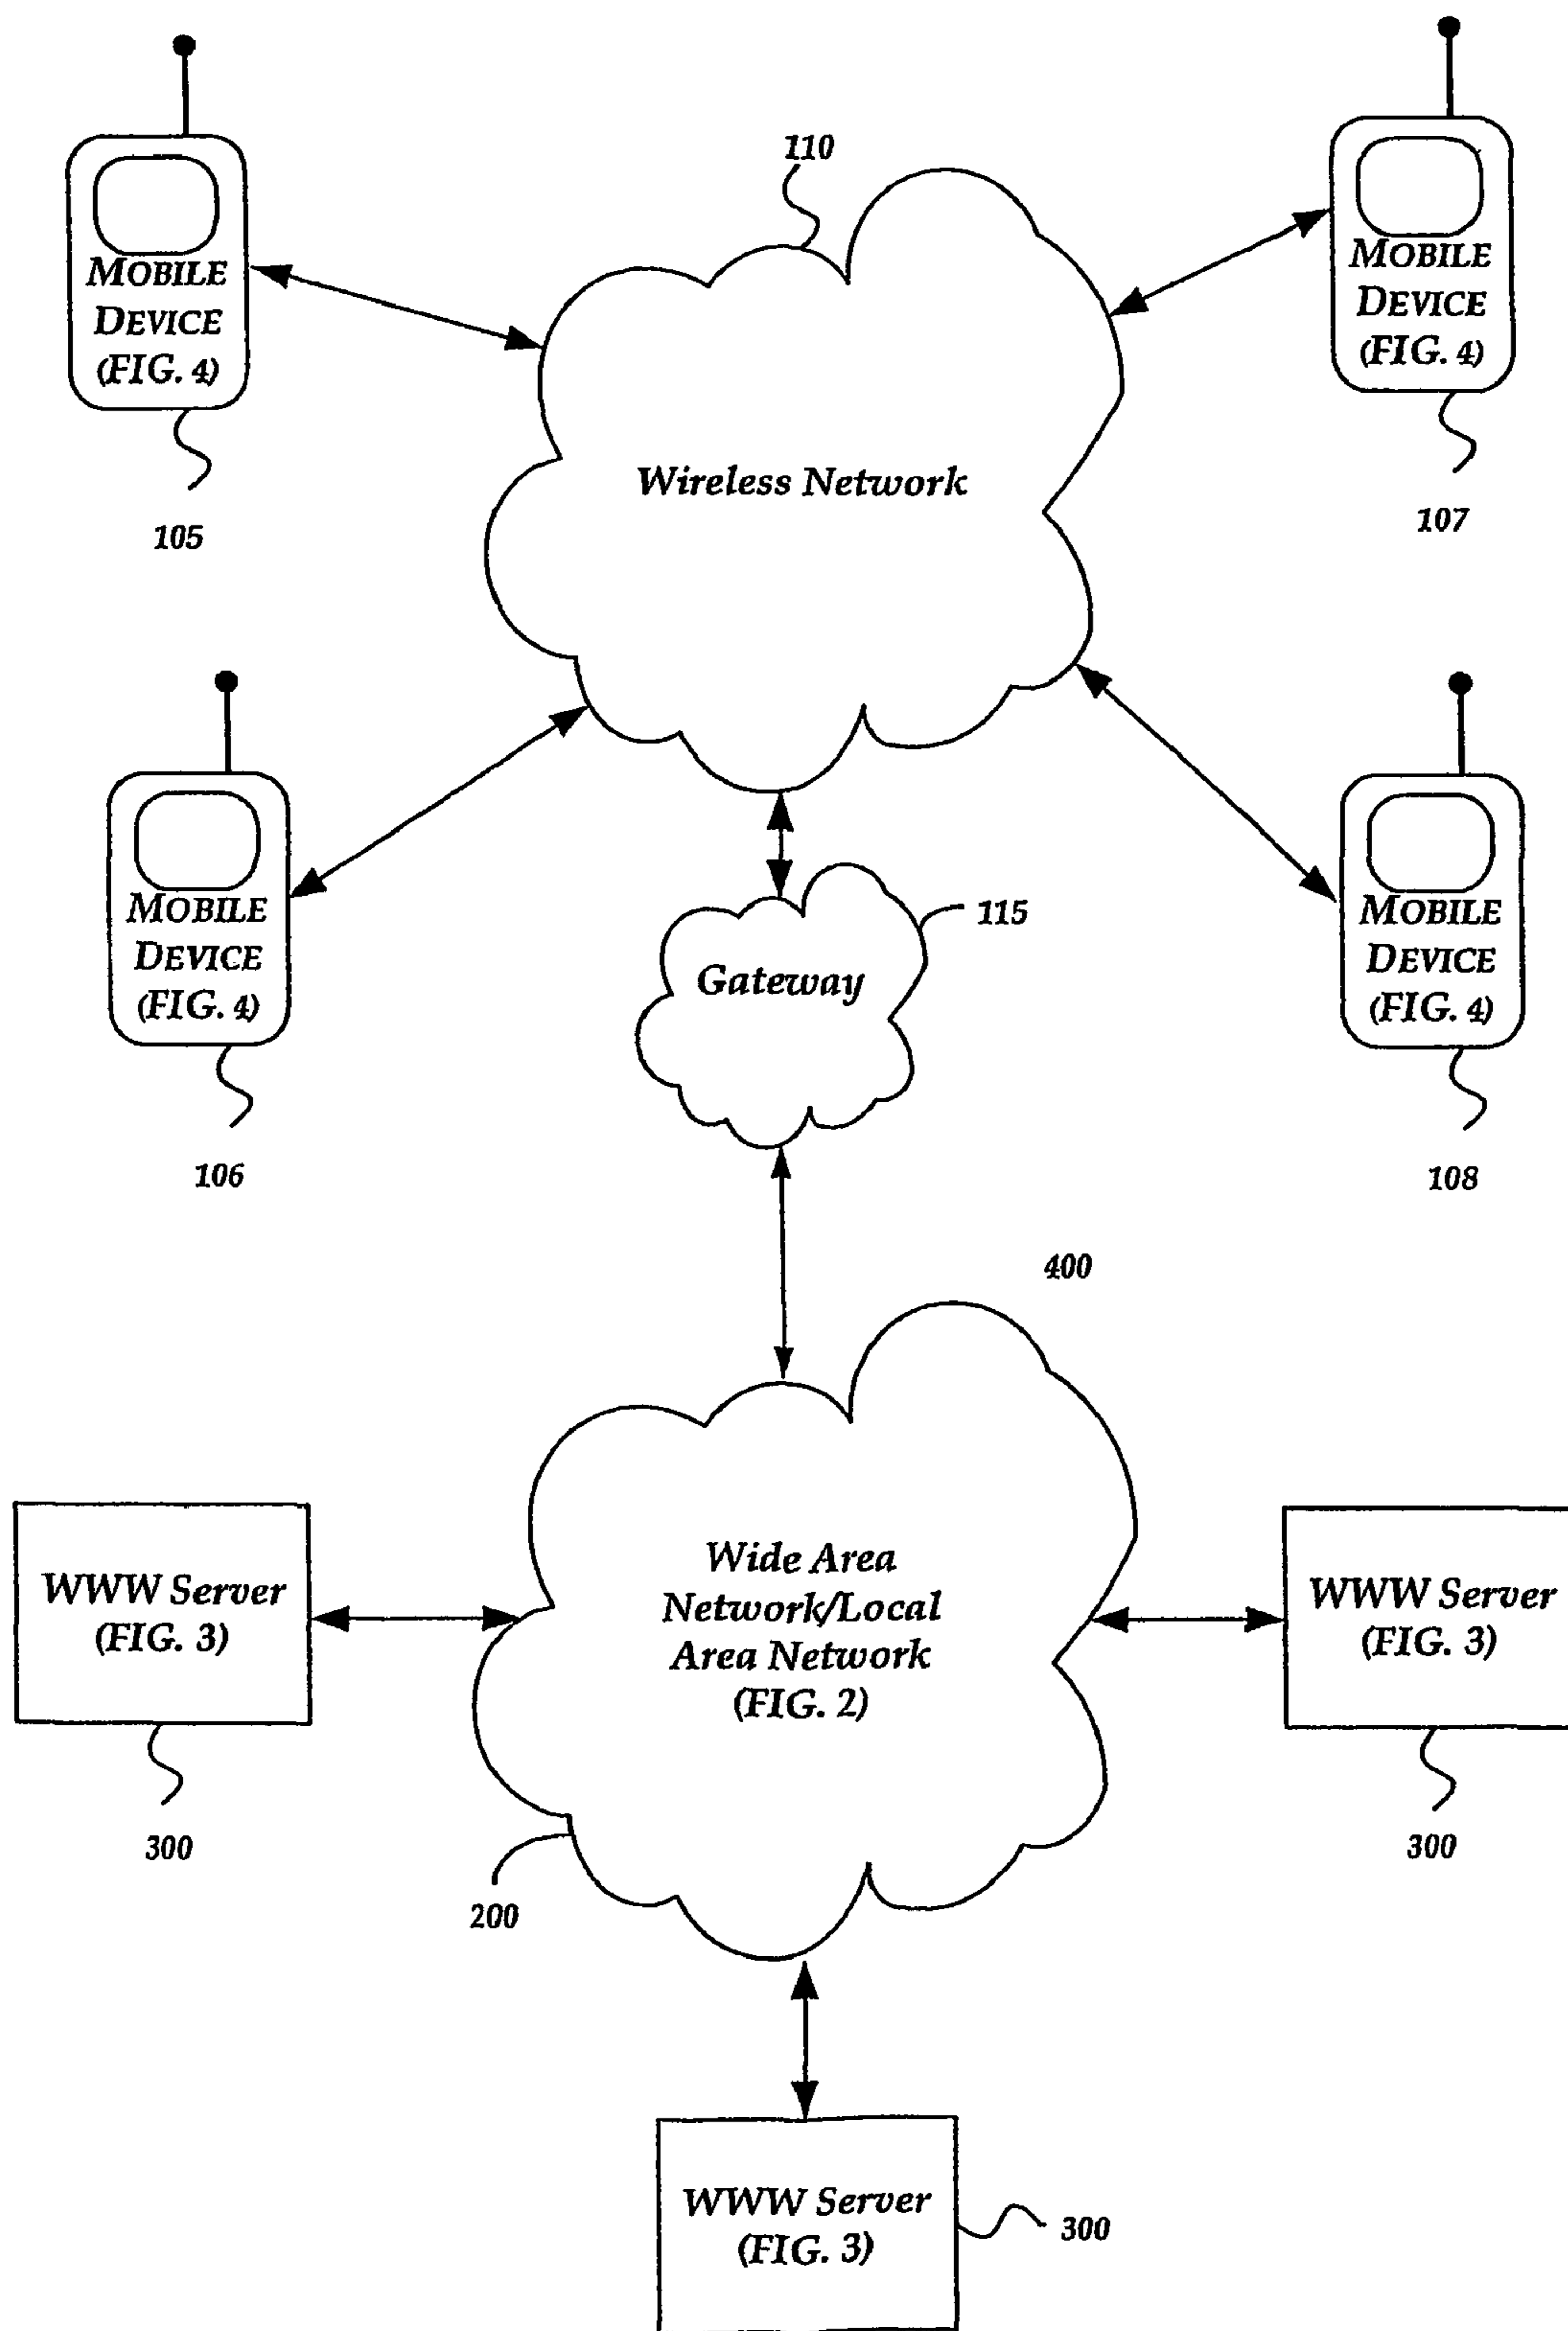 110
MOBILE
DEVICE
(FIG. 4)
105
MOBILE
DEVICE
(FIG. 4)
107
Wireless Network
MOBILE
DEVICE
(FIG. 4)
106
MOBILE
DEVICE
(FIG. 4)
108
115
Gateway
400
WWW Server
(FIG. 3)
300
Wide Area
Network/Local
Area Network
(FIG. 2)
200
WWW Server
(FIG. 3)
300
WWW Server
(FIG. 3)
300